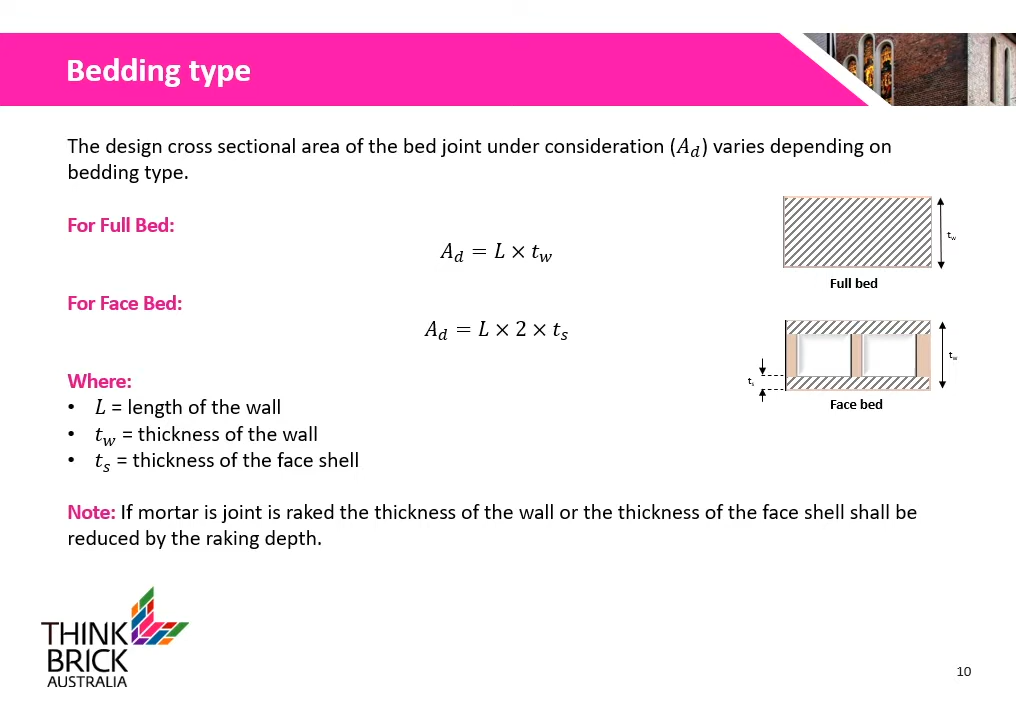 Bedding type
The design cross sectional area of the bed joint under consideration (A_d) varies depending on
bedding type.
For Full Bed:
A_d = L × t_w
t_w
Full bed
For Face Bed:
A_d = L × 2 × t_s
t_w
t_s
Face bed
Where:
• L = length of the wall
• t_w = thickness of the wall
• t_s = thickness of the face shell
Note: If mortar is joint is raked the thickness of the wall or the thickness of the face shell shall be
reduced by the raking depth.
THINK
BRICK
AUSTRALIA
10